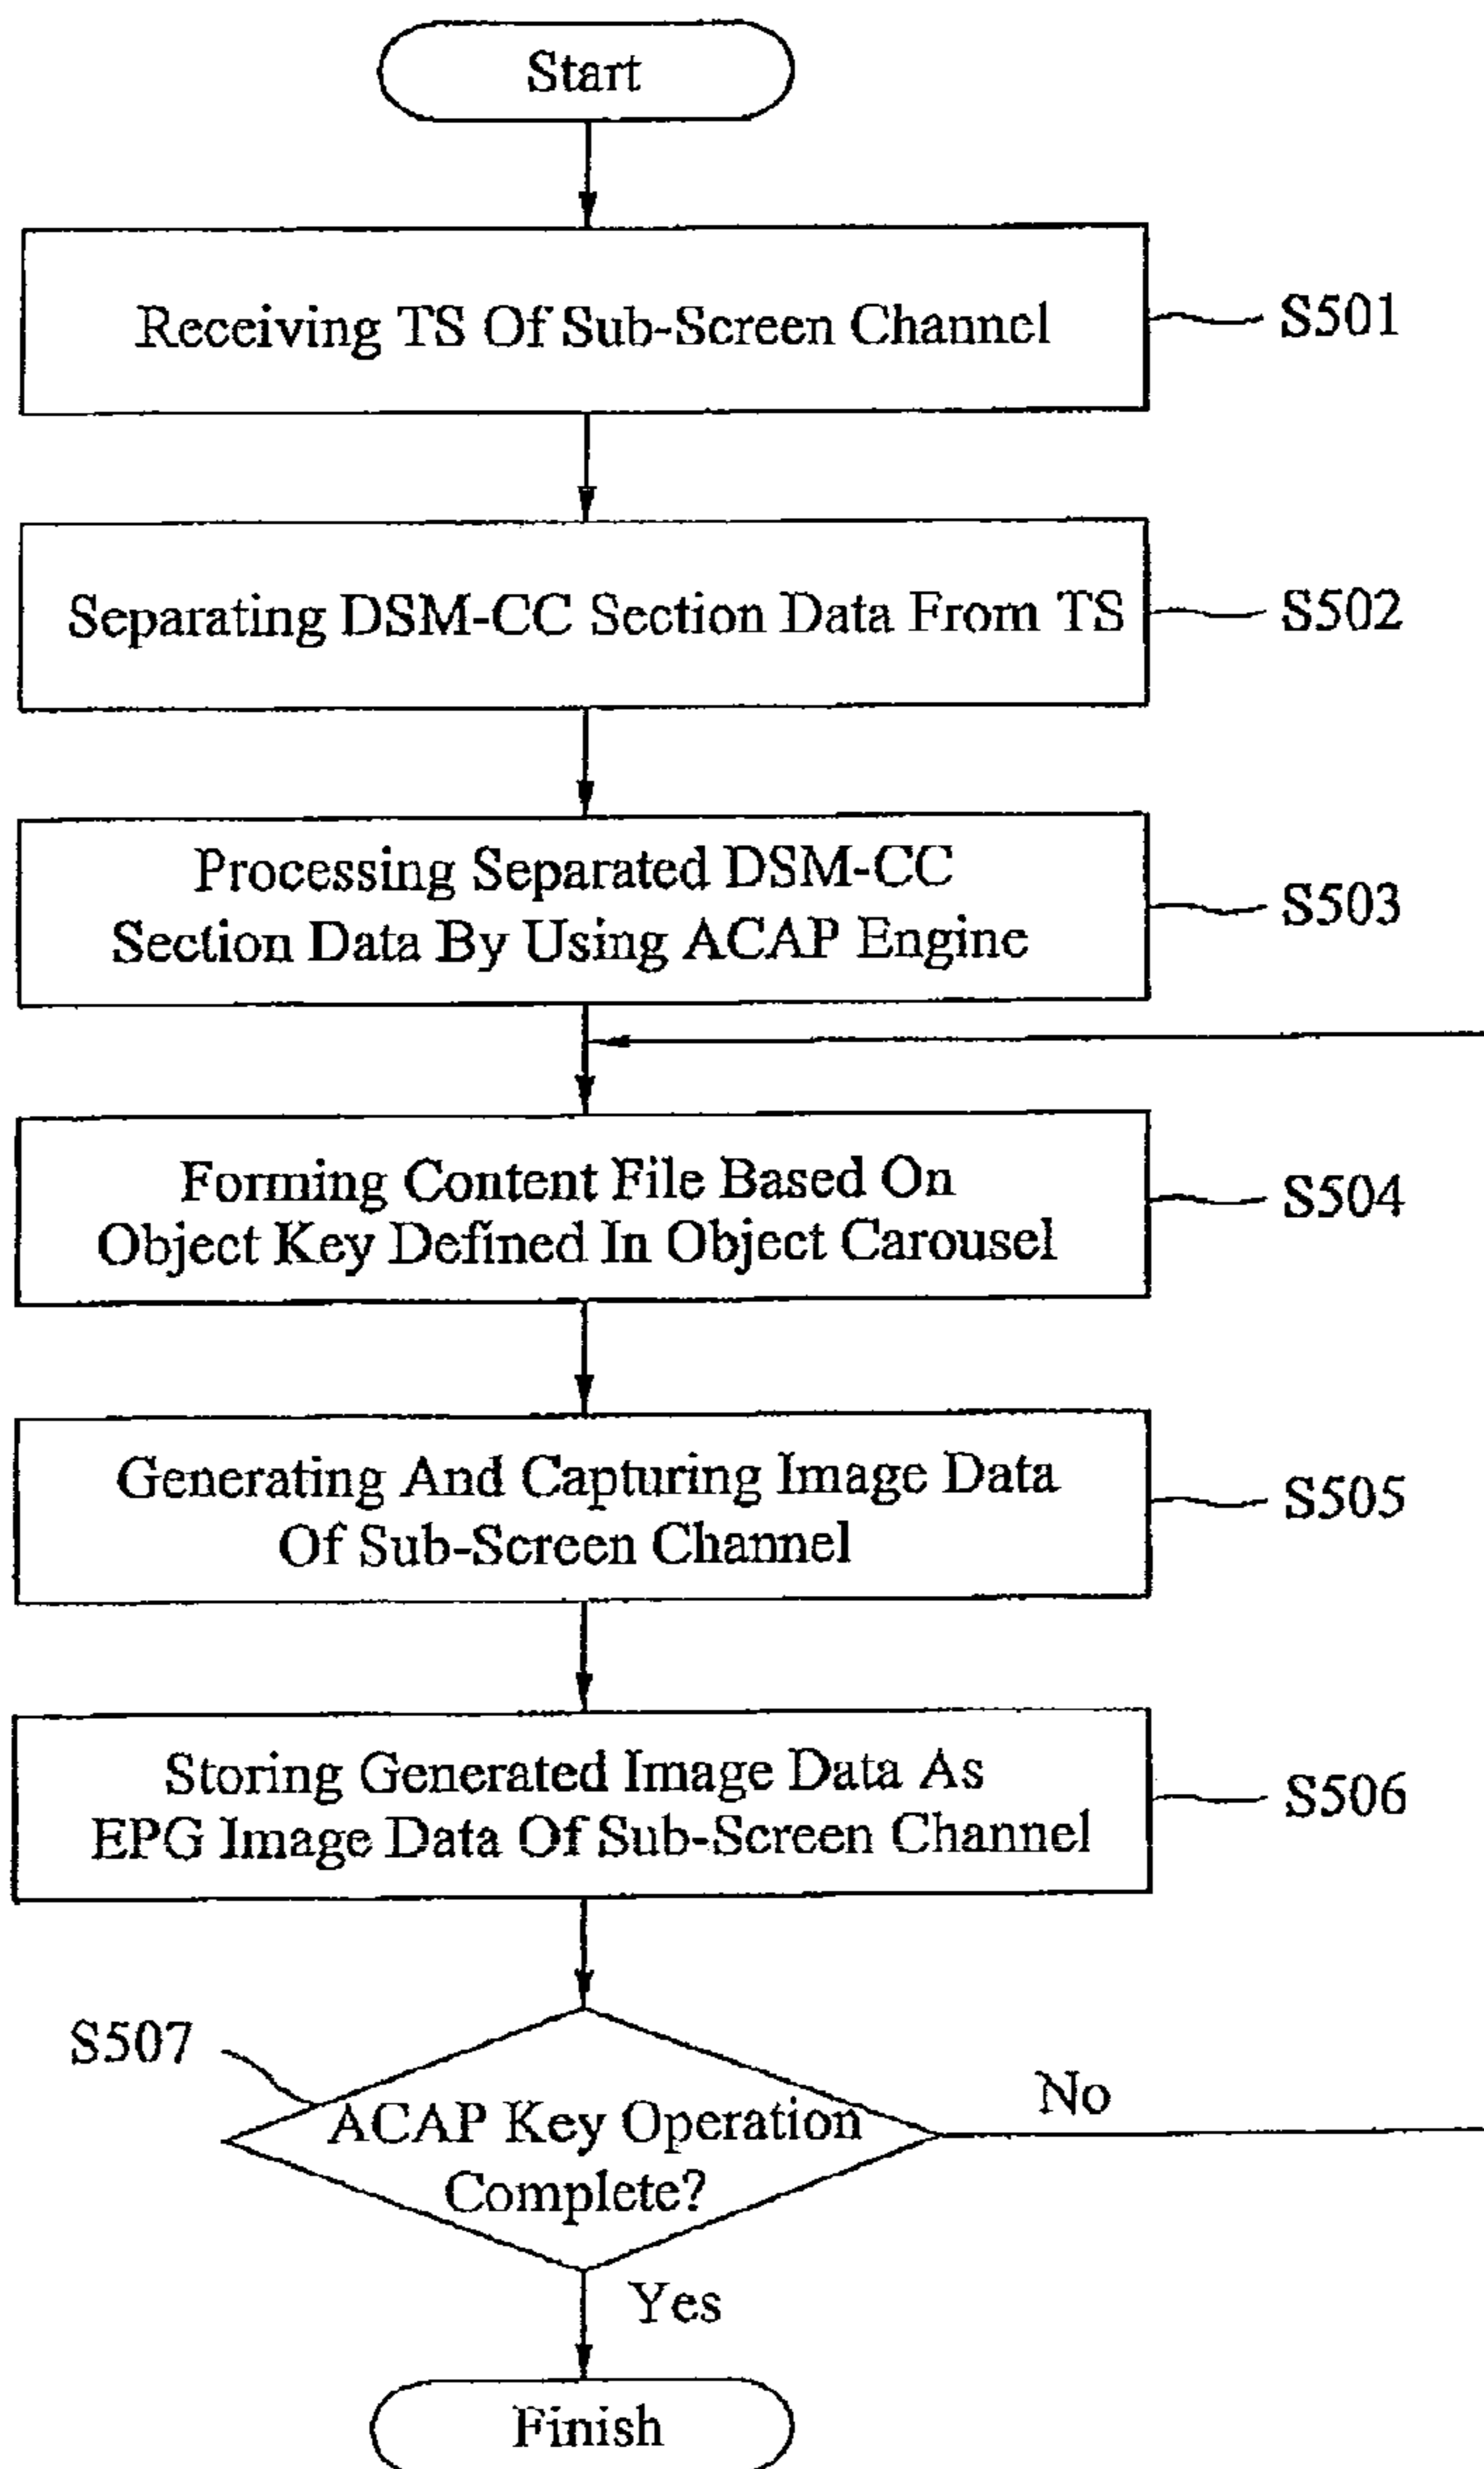 Start
Receiving TS Of Sub-Screen Channel
S501
Separating DSM-CC Section Data From TS
S502
Processing Separated DSM-CC
Section Data By Using ACAP Engine
S503
Forming Content File Based On
Object Key Defined In Object Carousel
S504
Generating And Capturing Image Data
Of Sub-Screen Channel
S505
Storing Generated Image Data As
EPG Image Data Of Sub-Screen Channel
S506
S507
ACAP Key Operation
Complete?
No
Yes
Finish